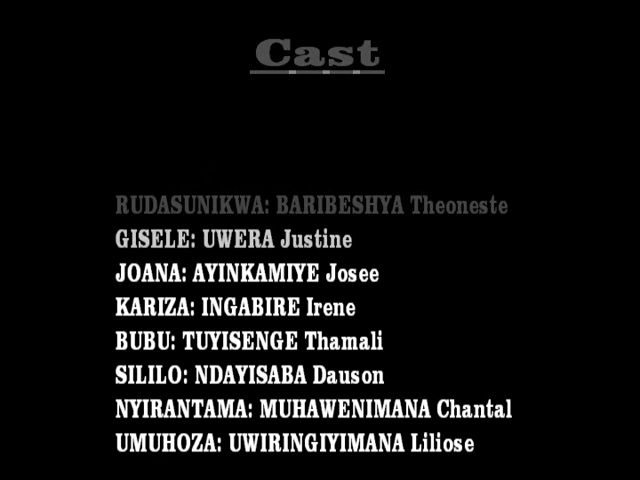 Cast
RUDASUNIKWA: BARIBESHYA Theoneste
GISELE: UWERA Justine
JOANA: AYINKAMIYE Josee
KARIZA: INGABIRE Irene
BUBU: TUYISENGE Thamali
SILILO: NDAYISABA Dauson
NYIRANTAMA: MUHAWENIMANA Chantal
UMUHOZA: UWIRINGIYIMANA Liliose